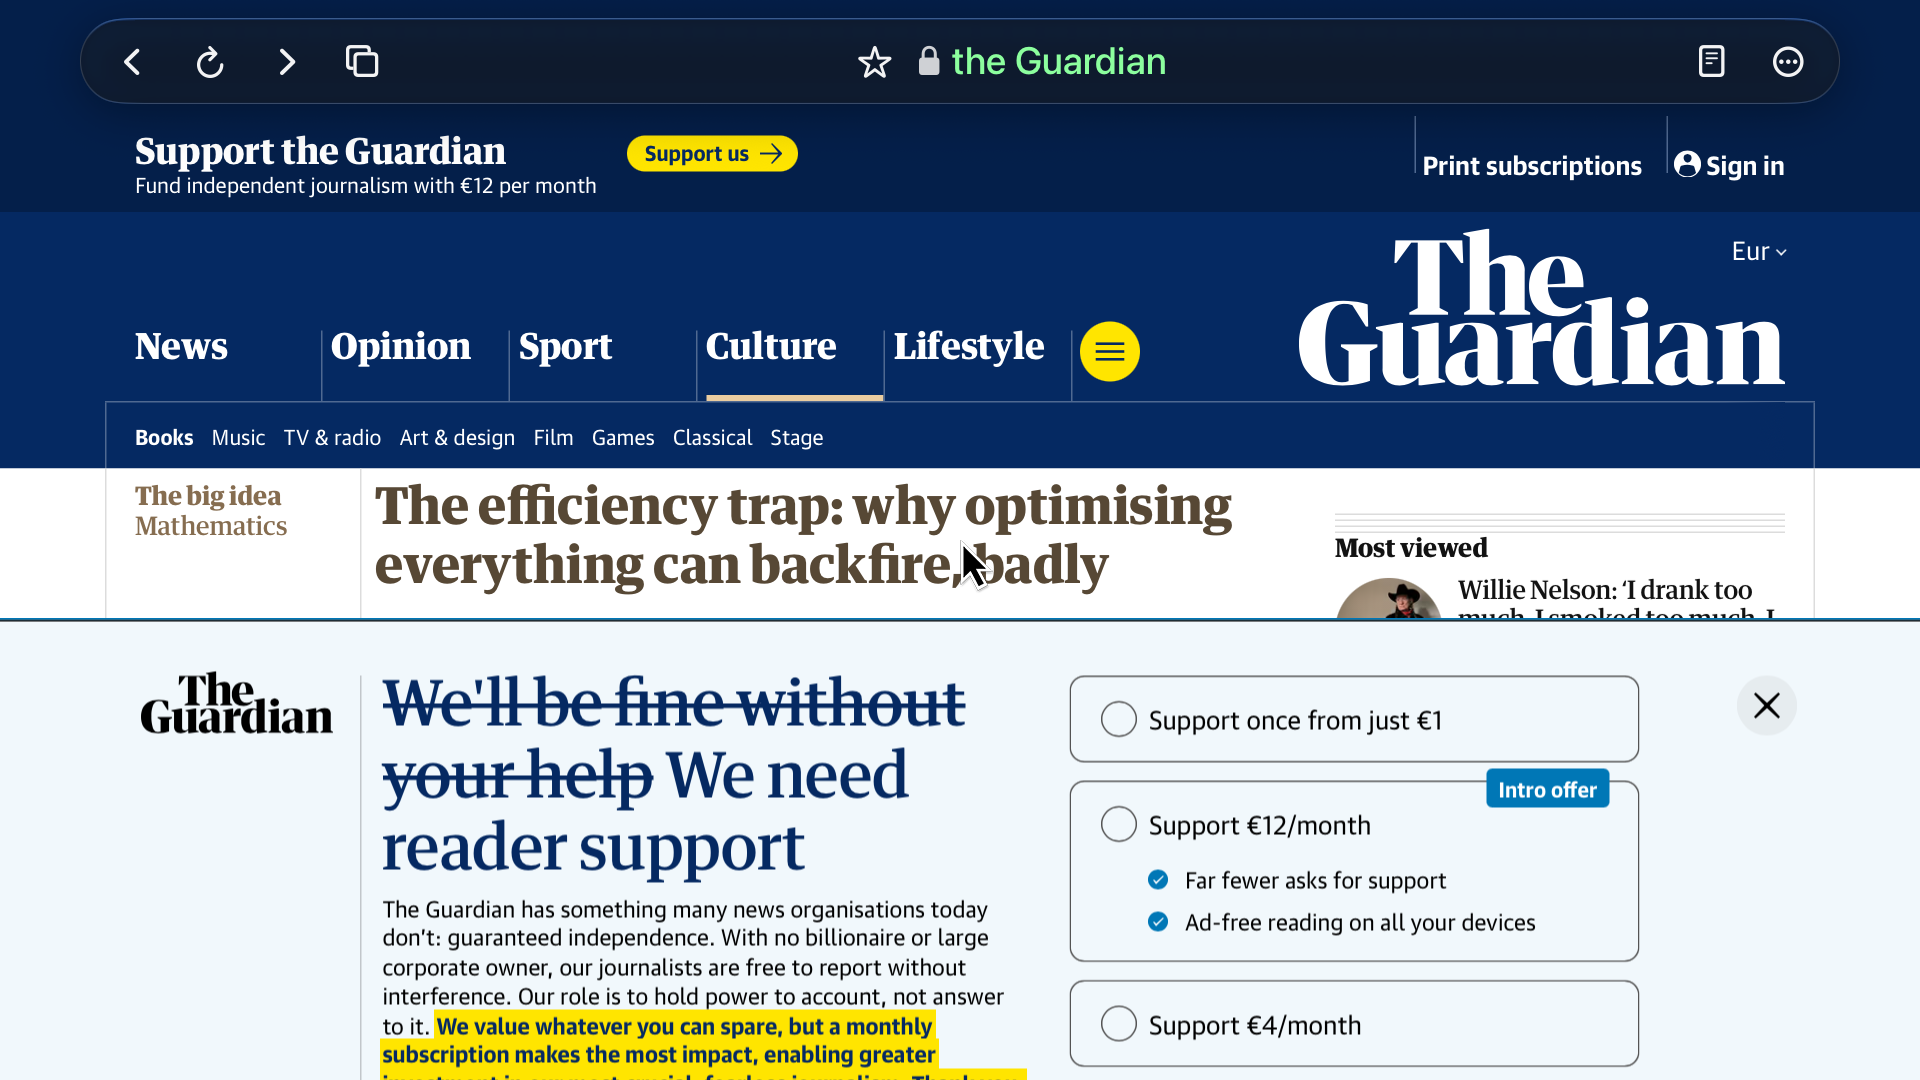 the Guardian
Support the Guardian
Fund independent journalism with €12 per month
Support us
Print subscriptions
Sign in
Eur
The
Guardian
News
Opinion
Sport
Culture
Lifestyle
Books Music TV & radio Art & design Film Games Classical Stage
The big idea
Mathematics
The efficiency trap: why optimising
everything can backfire, badly
Most viewed
Willie Nelson: ‘I drank too
much, I smoked too much, I
The
Guardian
We'll be fine without
your help We need
reader support
The Guardian has something many news organisations today
don’t: guaranteed independence. With no billionaire or large
corporate owner, our journalists are free to report without
interference. Our role is to hold power to account, not answer
to it. We value whatever you can spare, but a monthly
subscription makes the most impact, enabling greater
Support once from just €1
Intro offer
Support €12/month
Far fewer asks for support
Ad-free reading on all your devices
Support €4/month